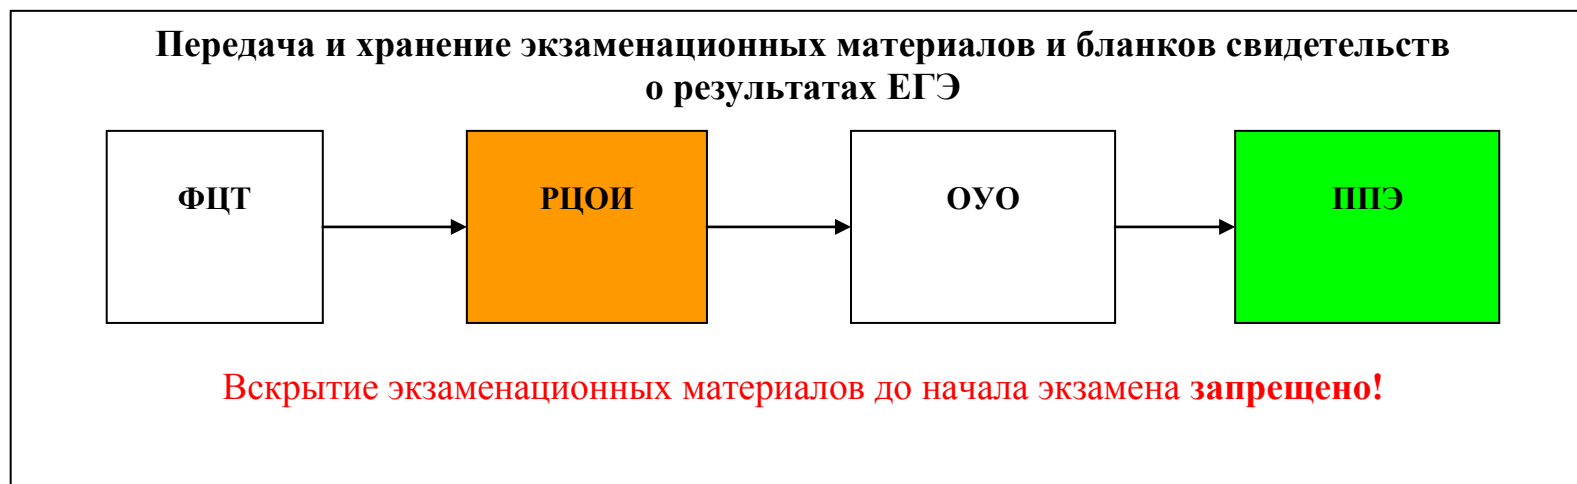 Передача и хранение экзаменационных материалов и бланков свидетельств
о результатах ЕГЭ
ФЦТ
РЦОИ
ОУО
ППЭ
Вскрытие экзаменационных материалов до начала экзамена запрещено!